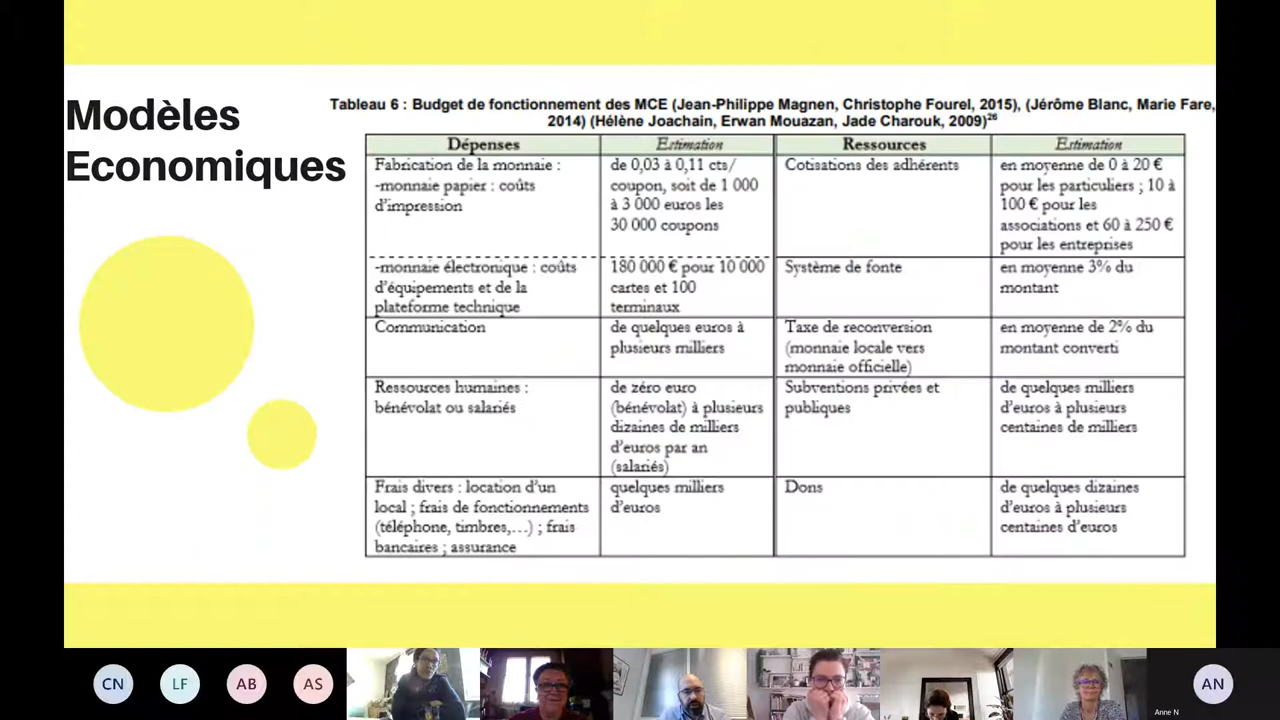 Modèles
Economiques
Tableau 6 : Budget de fonctionnement des MCE (Jean-Philippe Magnen, Christophe Fourel, 2015), (Jérôme Blanc, Marie Fare,
2014) (Hélène Joachain, Erwan Mouazan, Jade Charouk, 2009)26
Dépenses
Estimation
Ressources
Estimation
Fabrication de la monnaie :
-monnaie papier : coûts
d'impression
de 0,03 à 0,11 cts/
coupon, soit de 1 000
à 3 000 euros les
30 000 coupons
Cotisations des adhérents
en moyenne de 0 à 20 €
pour les particuliers ; 10 à
100 € pour les
associations et 60 à 250 €
pour les entreprises
-monnaie électronique : coûts
d'équipements et de la
plateforme technique
180 000 € pour 10 000
cartes et 100
terminaux
Système de fonte
en moyenne 3% du
montant
Communication
de quelques euros à
plusieurs milliers
Taxe de reconversion
(monnaie locale vers
monnaie officielle)
en moyenne de 2% du
montant converti
Ressources humaines :
bénévolat ou salariés
de zéro euro
(bénévolat) à plusieurs
dizaines de milliers
d'euros par an
(salariés)
Subventions privées et
publiques
de quelques milliers
d'euros à plusieurs
centaines de milliers
Frais divers : location d'un
local ; frais de fonctionnements
(téléphone, timbres,…) ; frais
bancaires ; assurance
quelques milliers
d'euros
Dons
de quelques dizaines
d'euros à plusieurs
centaines d'euros
CN
LF
AB
AS
AN
Anne N